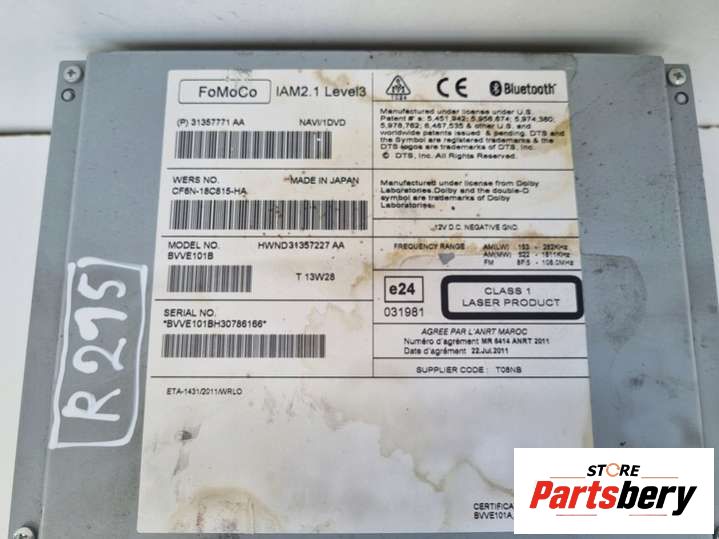 FoMoCo IAM2.1 Level3
(P) 31357771 AA NAVI/1DVD
WERS NO. MADE IN JAPAN
CF6N-18C815-HA
MODEL NO. HWND31357227 AA
BVVE101B
T 13W28
SERIAL NO.
*BVVE101BH30786166*
ETA-1431/2011/WRLO
CE Bluetooth
Manufactured under license under U.S.
Patent #'s : 5,451,942; 5,956,674; 5,974,380;
5,978,762; 6,487,535 & other U.S. and
worldwide patents issued & pending. DTS and
the Symbol are registered trademarks & the
DTS logos are trademarks of DTS, Inc.
© DTS, Inc. All Rights Reserved.
Manufactured under license from Dolby
Laboratories. Dolby and the double-D
symbol are trademarks of Dolby
Laboratories.
12V D.C. NEGATIVE GND.
FREQUENCY RANGE AM(LW) 153 - 282KHz
AM(MW) 522 - 1611KHz
FM 87.5 - 108.0MHz
e24
031981
CLASS 1
LASER PRODUCT
AGREE PAR L'ANRT MAROC
Numéro d'agrément MR 6414 ANRT 2011
Date d'agrément 22.Jul.2011
SUPPLIER CODE : T08NB
CERTIFICA
BVVE101A,
R 295
STORE
Partsbery